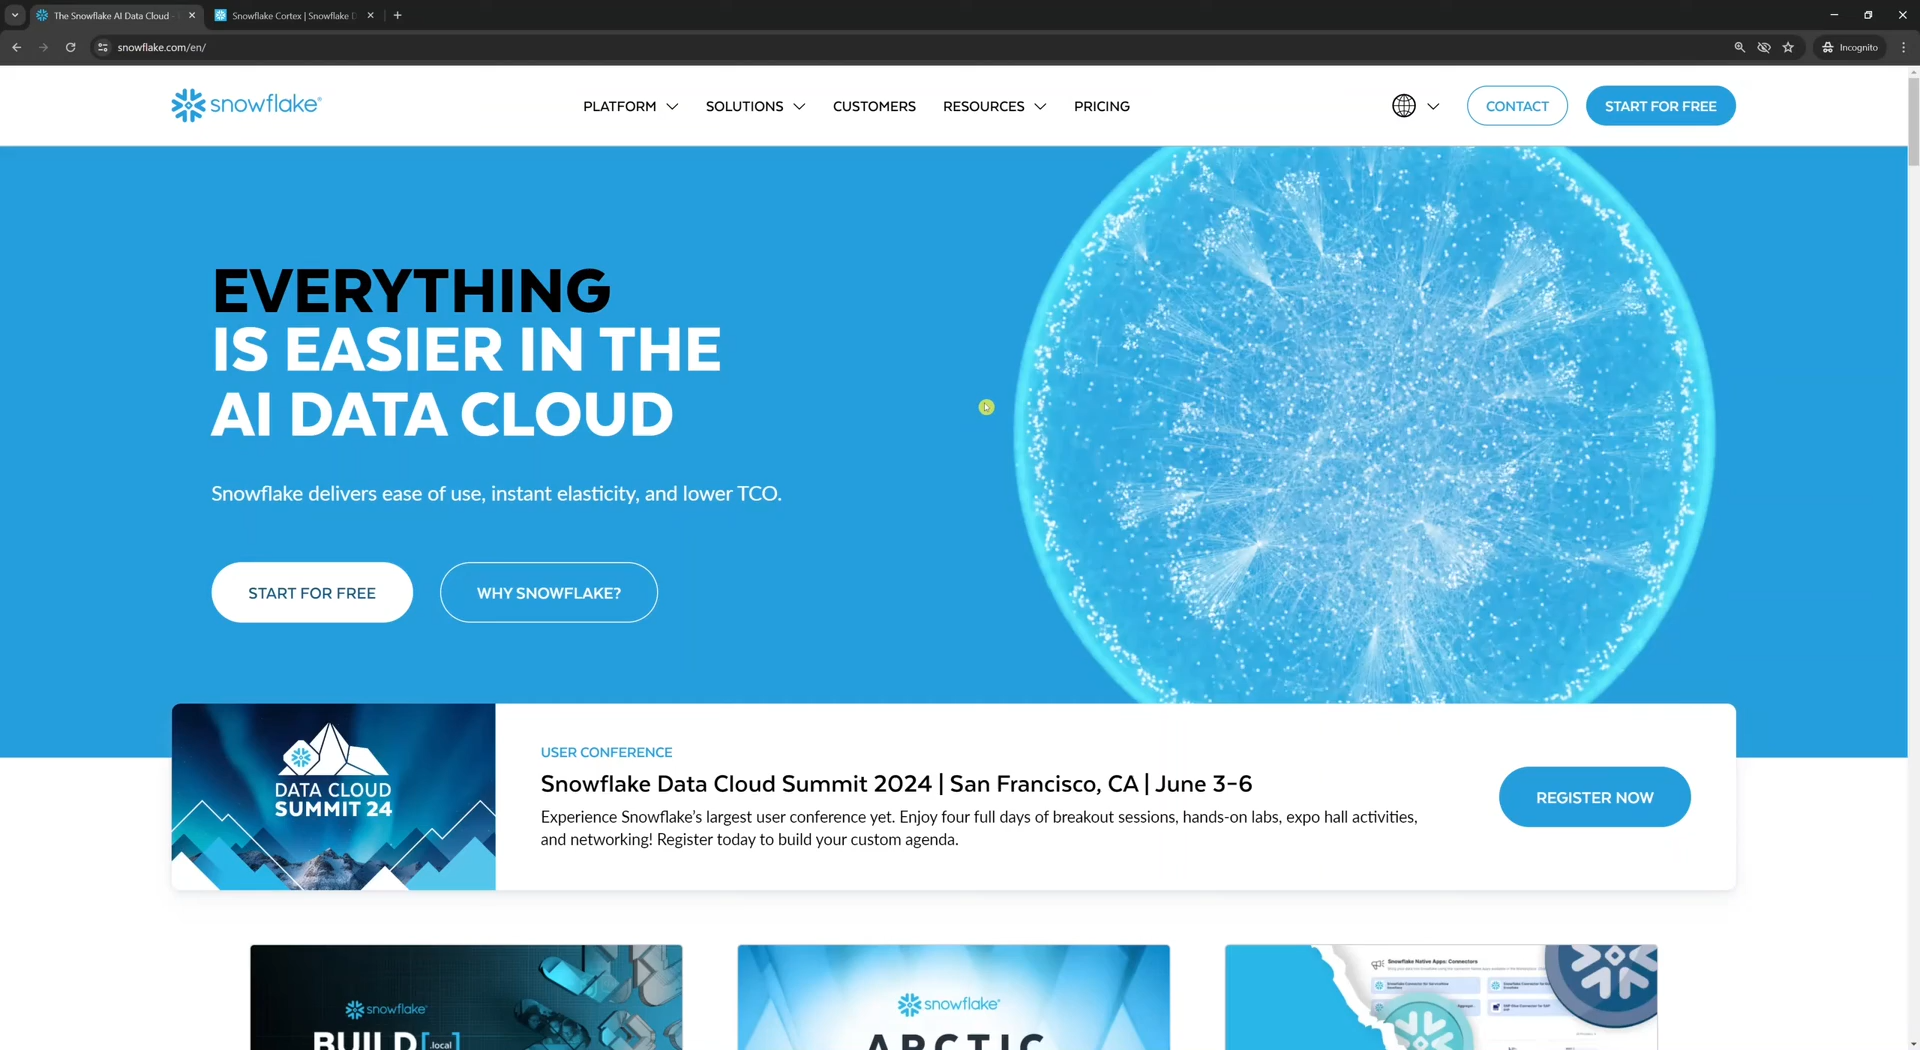 The Snowflake AI Data Cloud -
Snowflake Cortex | Snowflake D
snowflake.com/en/
Incognito
snowflake
PLATFORM
SOLUTIONS
CUSTOMERS
RESOURCES
PRICING
CONTACT
START FOR FREE
EVERYTHING
IS EASIER IN THE
AI DATA CLOUD
Snowflake delivers ease of use, instant elasticity, and lower TCO.
START FOR FREE
WHY SNOWFLAKE?
DATA CLOUD
SUMMIT 24
USER CONFERENCE
Snowflake Data Cloud Summit 2024 | San Francisco, CA | June 3-6
Experience Snowflake’s largest user conference yet. Enjoy four full days of breakout sessions, hands-on labs, expo hall activities,
and networking! Register today to build your custom agenda.
REGISTER NOW
snowflake
BUILD[.local]
snowflake
ARCTIC
Snowflake Native Apps: Connectors